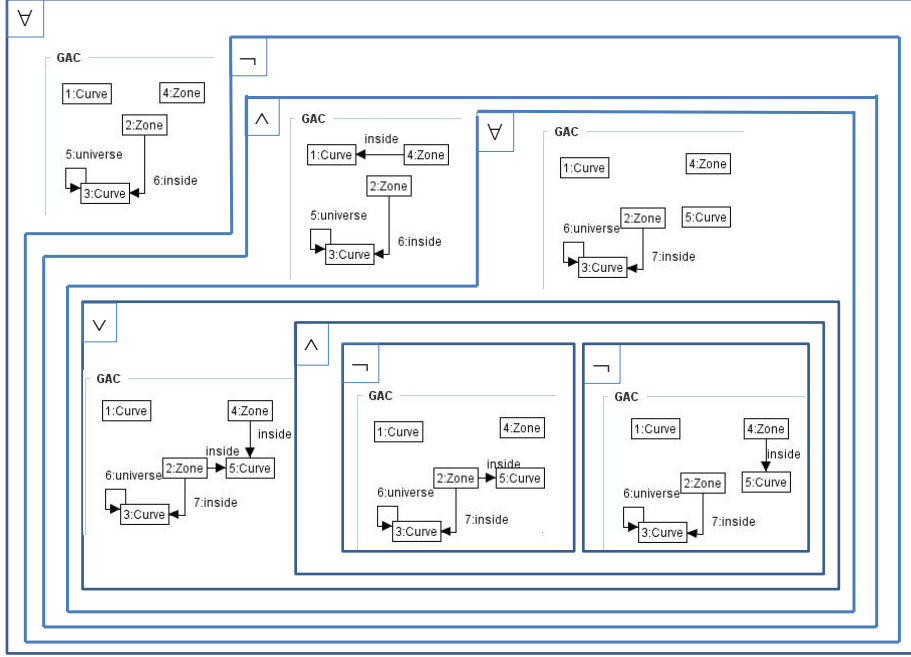 ∀
GAC
¬
1:Curve
4:Zone
2:Zone
5:universe
6:inside
3:Curve
∧
GAC
inside
1:Curve
4:Zone
2:Zone
5:universe
6:inside
3:Curve
∀
GAC
1:Curve
4:Zone
2:Zone
5:Curve
6:universe
7:inside
3:Curve
∨
GAC
1:Curve
4:Zone
inside
inside
2:Zone
5:Curve
6:universe
7:inside
3:Curve
∧
¬
GAC
1:Curve
4:Zone
inside
2:Zone
5:Curve
6:universe
7:inside
3:Curve
¬
GAC
1:Curve
4:Zone
inside
2:Zone
5:Curve
6:universe
7:inside
3:Curve